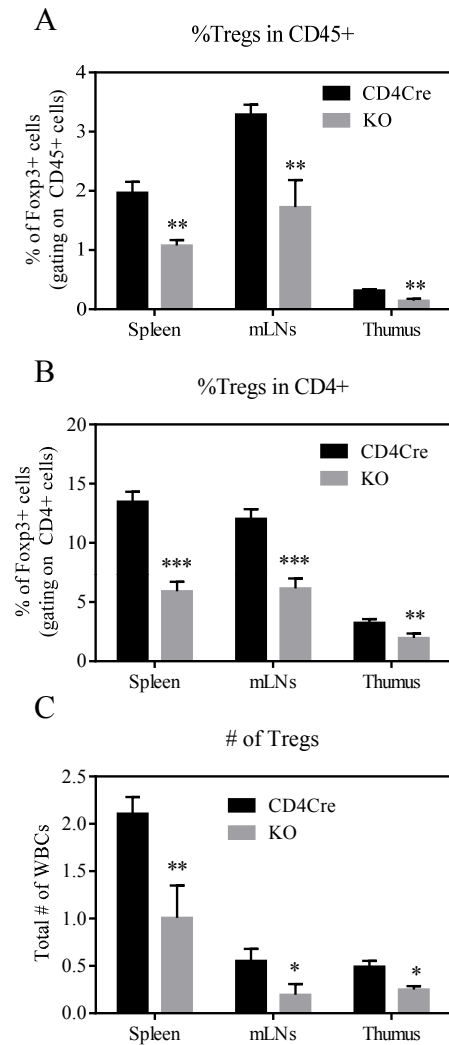 A
%Tregs in CD45+
% of Foxp3+ cells
(gating on CD45+ cells)
4
3
2
1
0
CD4Cre
KO
**
**
**
Spleen
mLNs
Thumus
B
%Tregs in CD4+
% of Foxp3+ cells
(gating on CD4+ cells)
20
15
10
5
0
CD4Cre
KO
***
***
**
Spleen
mLNs
Thumus
C
# of Tregs
Total # of WBCs
2.5
2.0
1.5
1.0
0.5
0.0
CD4Cre
KO
**
*
*
Spleen
mLNs
Thumus